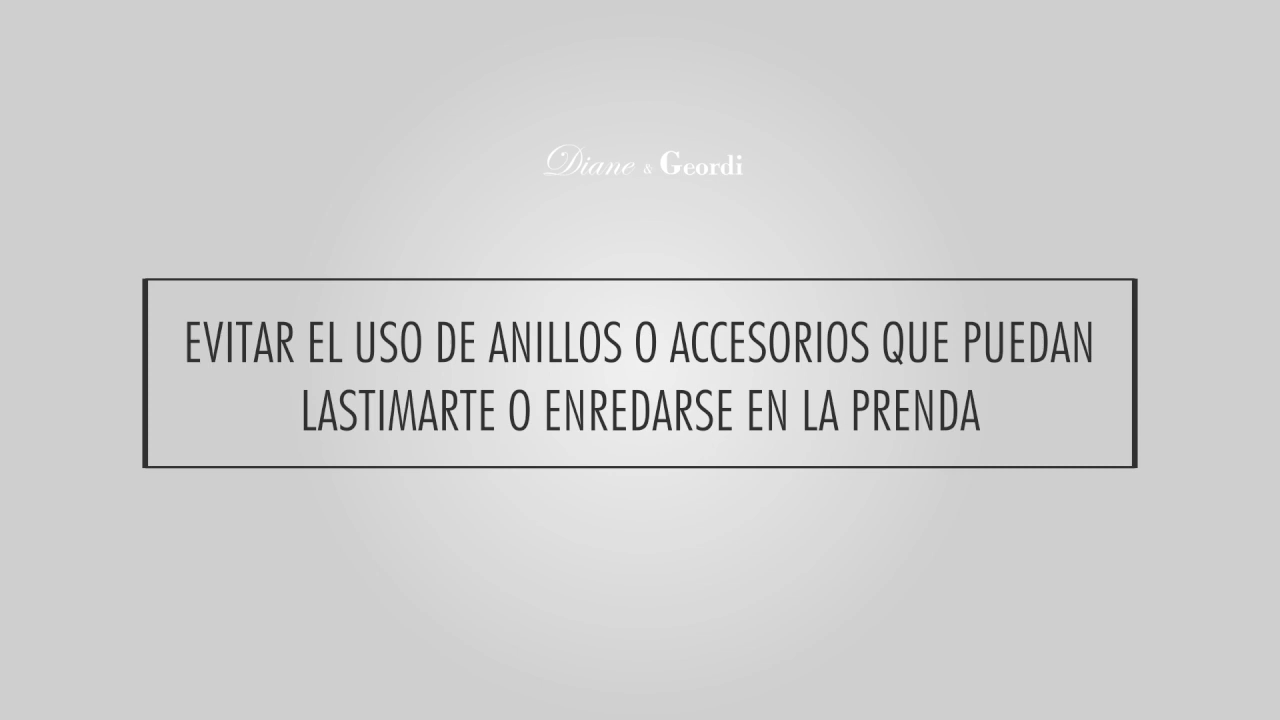 Diane & Geordi
EVITAR EL USO DE ANILLOS O ACCESORIOS QUE PUEDAN
LASTIMARTE O ENREDARSE EN LA PRENDA